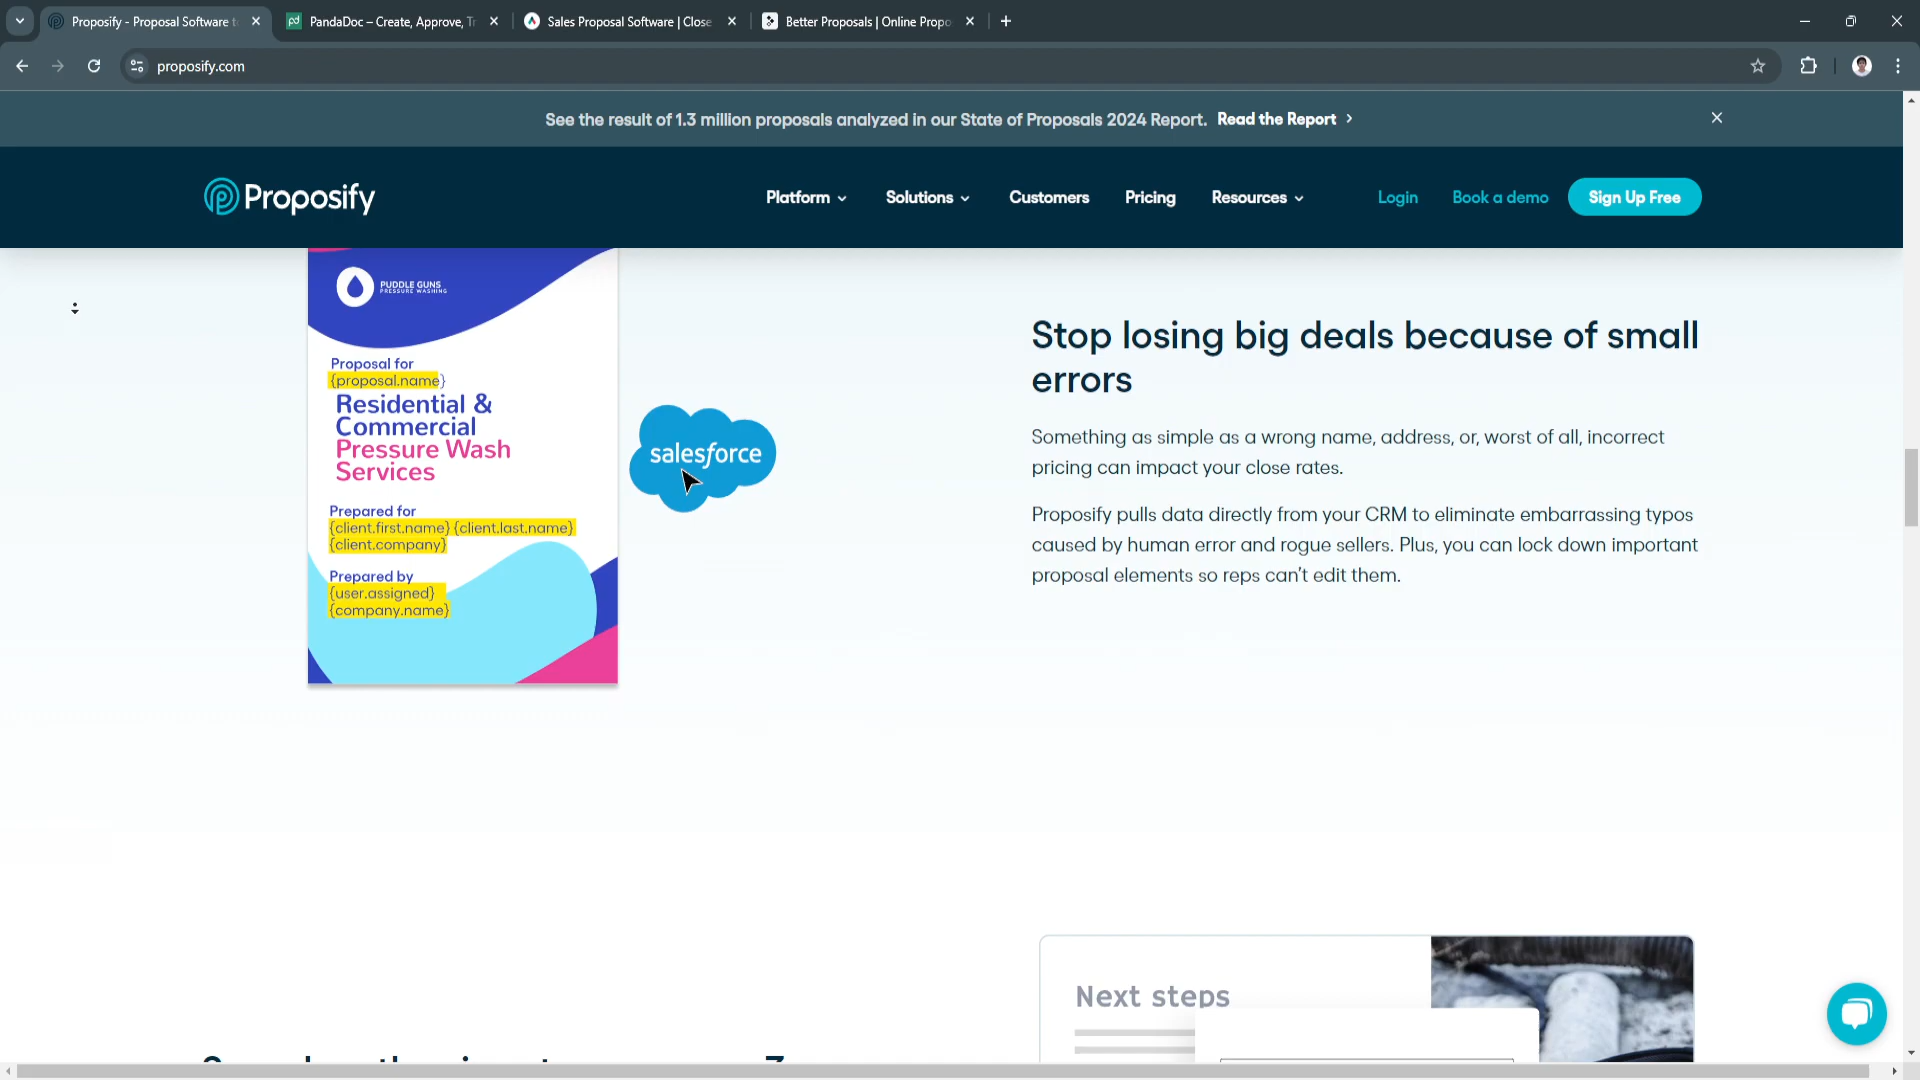 Proposify - Proposal Software t
PandaDoc – Create, Approve, Tr
Sales Proposal Software | Close
Better Proposals | Online Propo
proposify.com
See the result of 1.3 million proposals analyzed in our State of Proposals 2024 Report. Read the Report
Proposify
Platform
Solutions
Customers
Pricing
Resources
Login
Book a demo
Sign Up Free
PUDDLE GUNS
PRESSURE WASHING
Proposal for
{proposal.name}
Residential &
Commercial
Pressure Wash
Services
Prepared for
{client.first.name} {client.last.name}
{client.company}
Prepared by
{user.assigned}
{company.name}
salesforce
Stop losing big deals because of small
errors
Something as simple as a wrong name, address, or, worst of all, incorrect
pricing can impact your close rates.
Proposify pulls data directly from your CRM to eliminate embarrassing typos
caused by human error and rogue sellers. Plus, you can lock down important
proposal elements so reps can't edit them.
Next steps